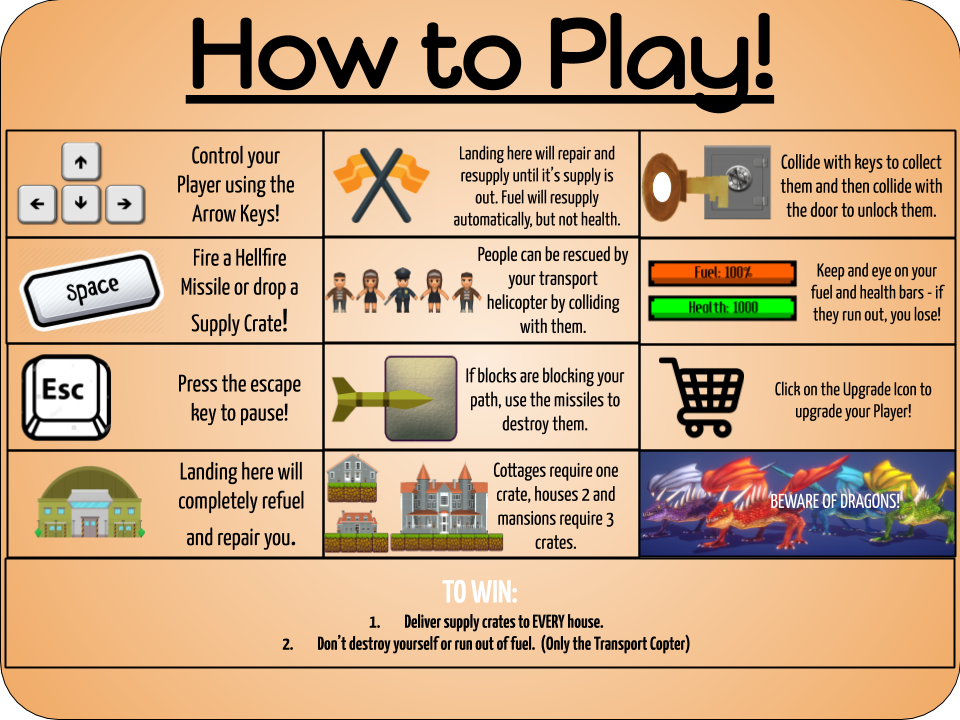 How to Play!
Control your
Player using the
Arrow Keys!
Landing here will repair and
resupply until it's supply is
out. Fuel will resupply
automatically, but not health.
Collide with keys to collect
them and then collide with
the door to unlock them.
Space
Fire a Hellfire
Missile or drop a
Supply Crate!
People can be rescued by
your transport
helicopter by colliding
with them.
Fuel: 100%
Health: 1000
Keep and eye on your
fuel and health bars - if
they run out, you lose!
Esc
Press the escape
key to pause!
If blocks are blocking your
path, use the missiles to
destroy them.
Click on the Upgrade Icon to
upgrade your Player!
Landing here will
completely refuel
and repair you.
Cottages require one
crate, houses 2 and
mansions require 3
crates.
BEWARE OF DRAGONS!
TO WIN:
1. Deliver supply crates to EVERY house.
2. Don't destroy yourself or run out of fuel. (Only the Transport Copter)